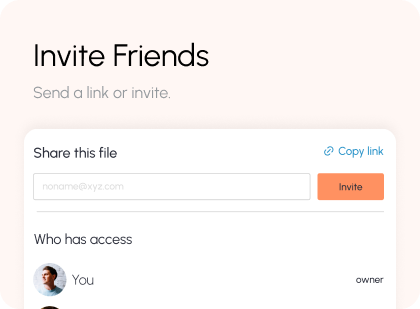 Invite Friends
Send a link or invite.
Share this file
Copy link
noname@xyz.com
Invite
Who has access
You
owner